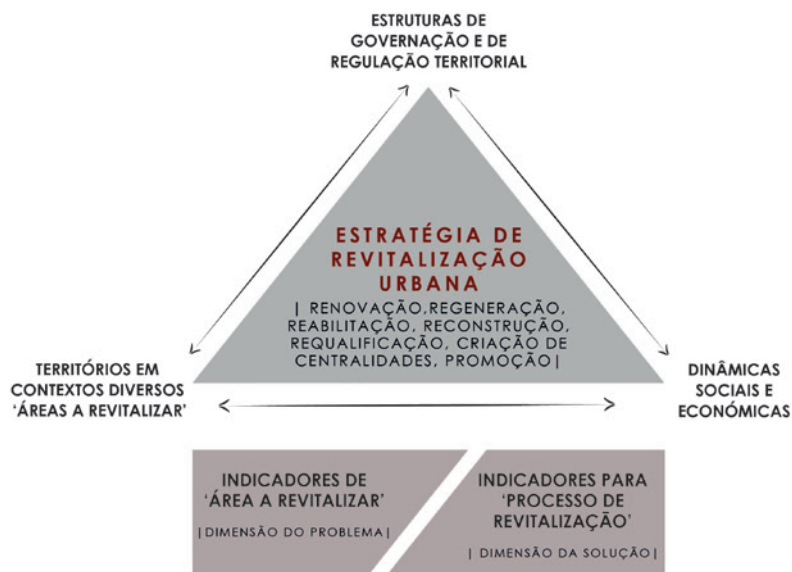 ESTRUTURAS DE
GOVERNAÇÃO E DE
REGULAÇÃO TERRITORIAL
ESTRATÉGIA DE
REVITALIZAÇÃO
URBANA
| RENOVAÇÃO,REGENERAÇÃO,
REABILITAÇÃO, RECONSTRUÇÃO,
REQUALIFICAÇÃO, CRIAÇÃO DE
CENTRALIDADES, PROMOÇÃO|
TERRITÓRIOS EM
CONTEXTOS DIVERSOS
‘ÁREAS A REVITALIZAR’
DINÂMICAS
SOCIAIS E
ECONÓMICAS
INDICADORES DE
‘ÁREA A REVITALIZAR’
|DIMENSÃO DO PROBLEMA|
INDICADORES PARA
‘PROCESSO DE
REVITALIZAÇÃO’
| DIMENSÃO DA SOLUÇÃO|